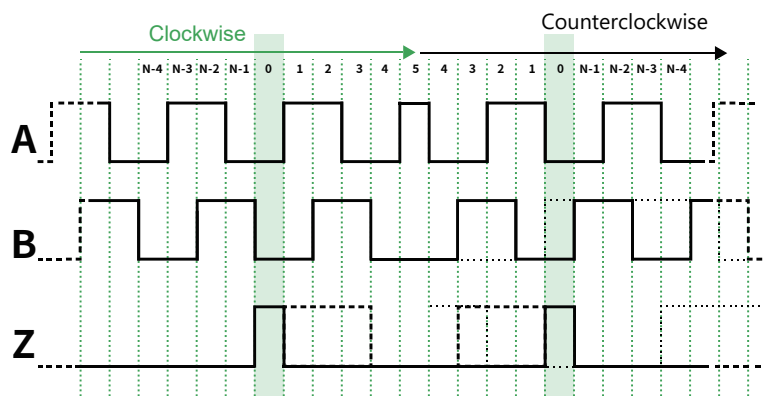 Clockwise
Counterclockwise
N-4 N-3 N-2 N-1 0 1 2 3 4 5 4 3 2 1 0 N-1 N-2 N-3 N-4
A
B
Z